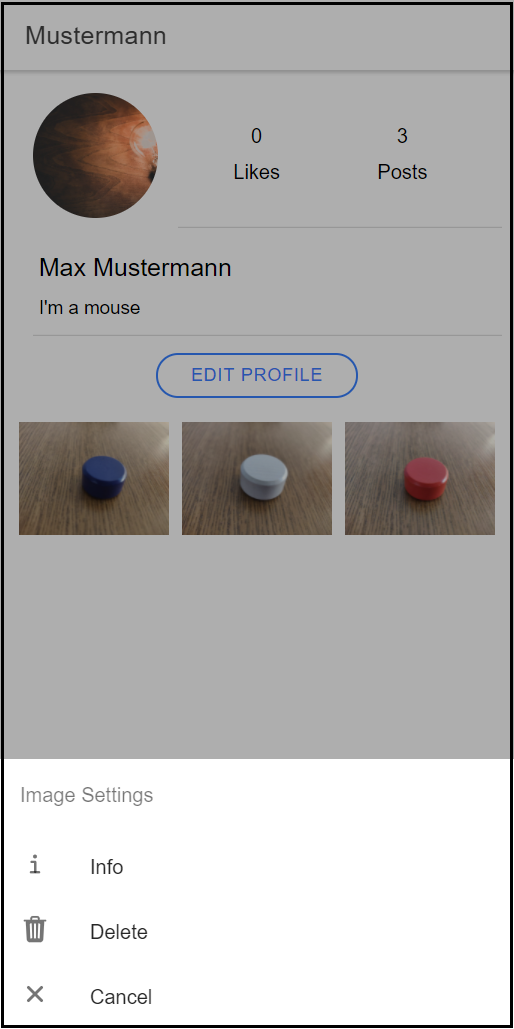 Mustermann
0 3
Likes Posts
Max Mustermann
I'm a mouse
EDIT PROFILE
Image Settings
Info
Delete
Cancel